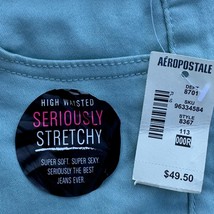 HIGH WAISTED
SERIOUSLY
STRETCHY
SUPER SOFT. SUPER SEXY.
SERIOUSLY THE BEST
JEANS EVER.
AÉROPOSTALE
DEPT
8701
SKU
96334584
STYLE
8367
113
000R
$49.50